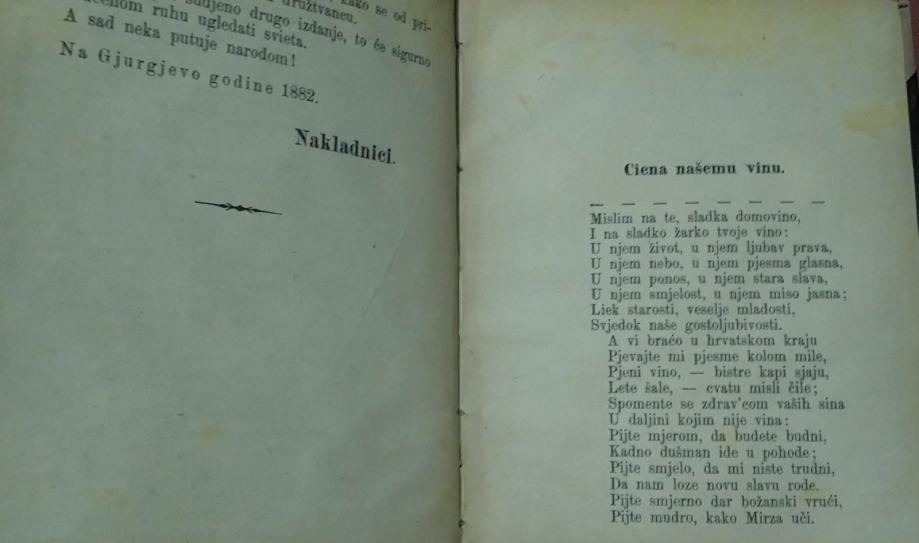 kako se od pri-
sudjeno drugo izdanje, to će sigurno
ruhu ugledati svieta.
A sad neka putuje narodom!
Na Gjurgjevo godine 1882.
Nakladnici.
Ciena našemu vinu.
— — — — — — — — —
Mislim na te, sladka domovino,
I na sladko žarko tvoje vino:
U njem život, u njem ljubav prava,
U njem nebo, u njem pjesma glasna,
U njem ponos, u njem stara slava,
U njem smjelost, u njem miso jasna;
Liek starosti, veselje mladosti,
Svjedok naše gostoljubivosti.
A vi braćo u hrvatskom kraju
Pjevajte mi pjesme kolom mile,
Pjeni vino, — bistre kapi sjaju,
Lete šale, — cvatu misli čile;
Spomente se zdrav'com vaših sina
U daljini kojim nije vina:
Pijte mjerom, da budete budni,
Kadno dušman ide u pohode;
Pijte smjelo, da mi niste trudni,
Da nam loze novu slavu rode.
Pijte smjerno dar božanski vrući,
Pijte mudro, kako Mirza uči.